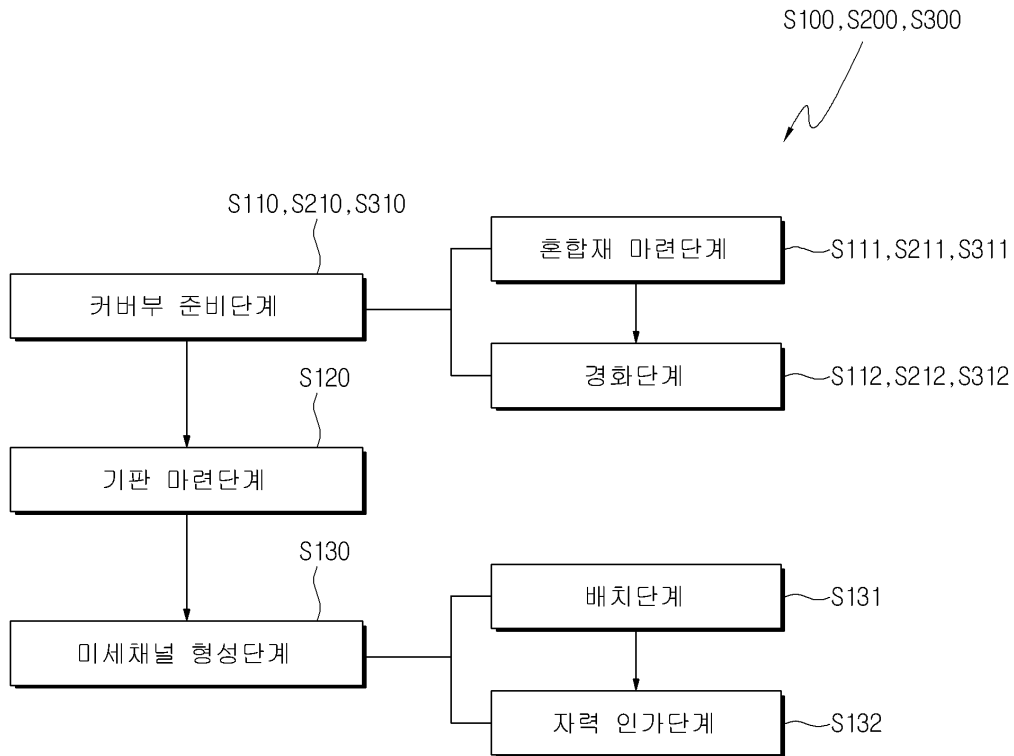 S100,S200,S300
S110,S210,S310
혼합재 마련단계
S111,S211,S311
커버부 준비단계
경화단계
S112,S212,S312
S120
기판 마련단계
S130
배치단계
S131
미세채널 형성단계
자력 인가단계
S132